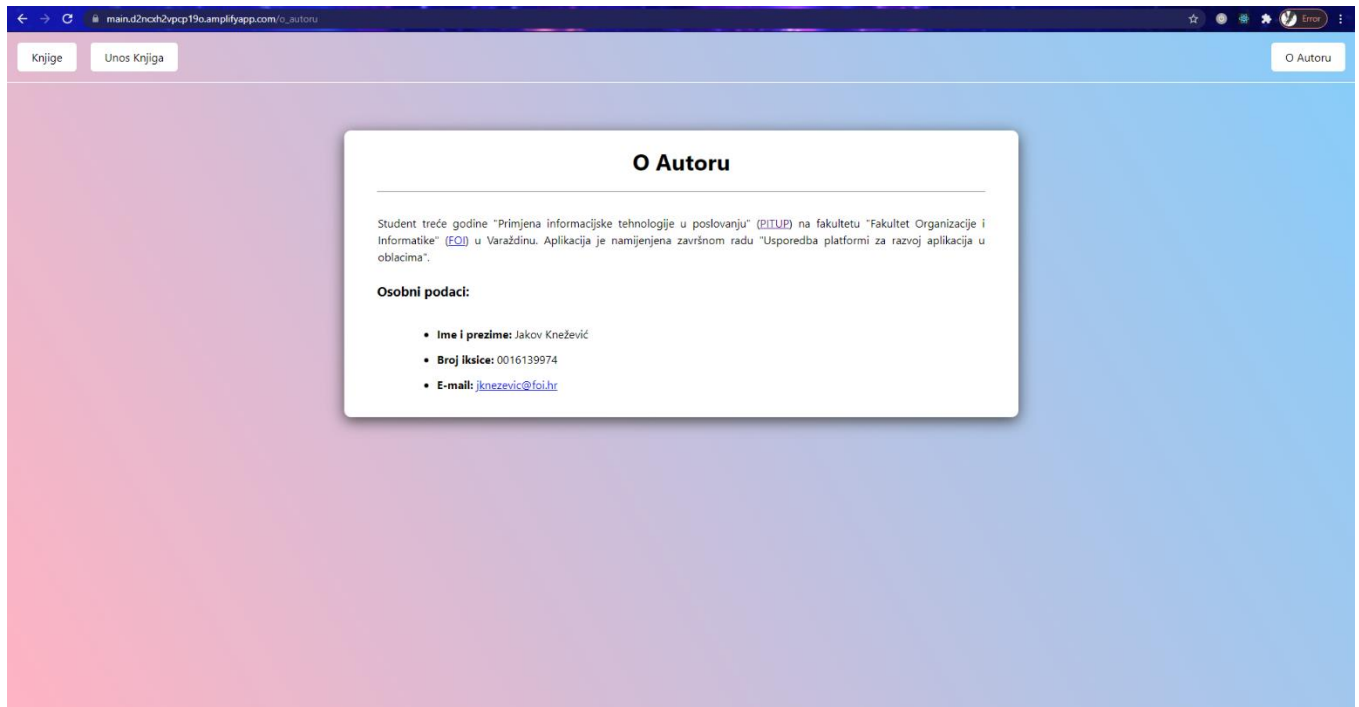 main.d2ncxh2vpcp19o.amplifyapp.com/o_autoru
Error
Knjige
Unos Knjiga
O Autoru
O Autoru
Student treće godine "Primjena informacijske tehnologije u poslovanju" (PITUP) na fakultetu "Fakultet Organizacije i
Informatike" (FOI) u Varaždinu. Aplikacija je namijenjena završnom radu "Usporedba platformi za razvoj aplikacija u
oblacima".
Osobni podaci:
• Ime i prezime: Jakov Knežević
• Broj iksice: 0016139974
• E-mail: jknezevic@foi.hr